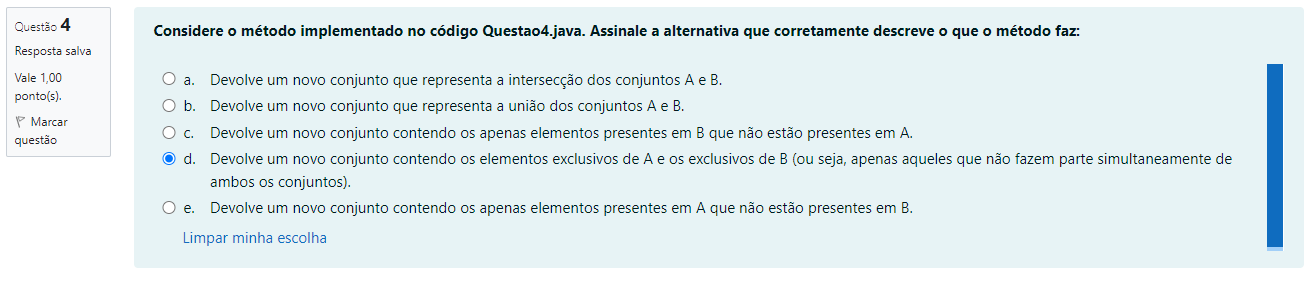 Questão 4
Resposta salva
Vale 1,00
ponto(s).
Marcar
questão
Considere o método implementado no código Questao4.java. Assinale a alternativa que corretamente descreve o que o método faz:
a. Devolve um novo conjunto que representa a intersecção dos conjuntos A e B.
b. Devolve um novo conjunto que representa a união dos conjuntos A e B.
c. Devolve um novo conjunto contendo os apenas elementos presentes em B que não estão presentes em A.
d. Devolve um novo conjunto contendo os elementos exclusivos de A e os exclusivos de B (ou seja, apenas aqueles que não fazem parte simultaneamente de
ambos os conjuntos).
e. Devolve um novo conjunto contendo os apenas elementos presentes em A que não estão presentes em B.
Limpar minha escolha